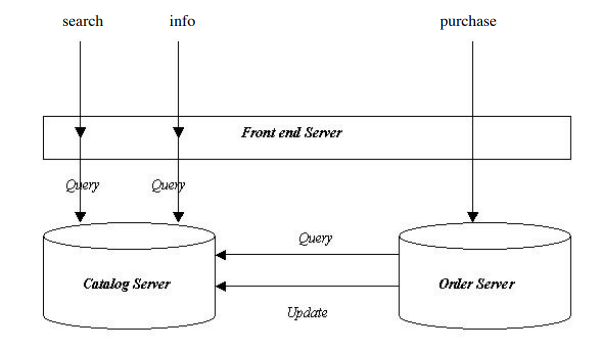 search info purchase
Front end Server
Query Query
Query
Catalog Server Order Server
Update